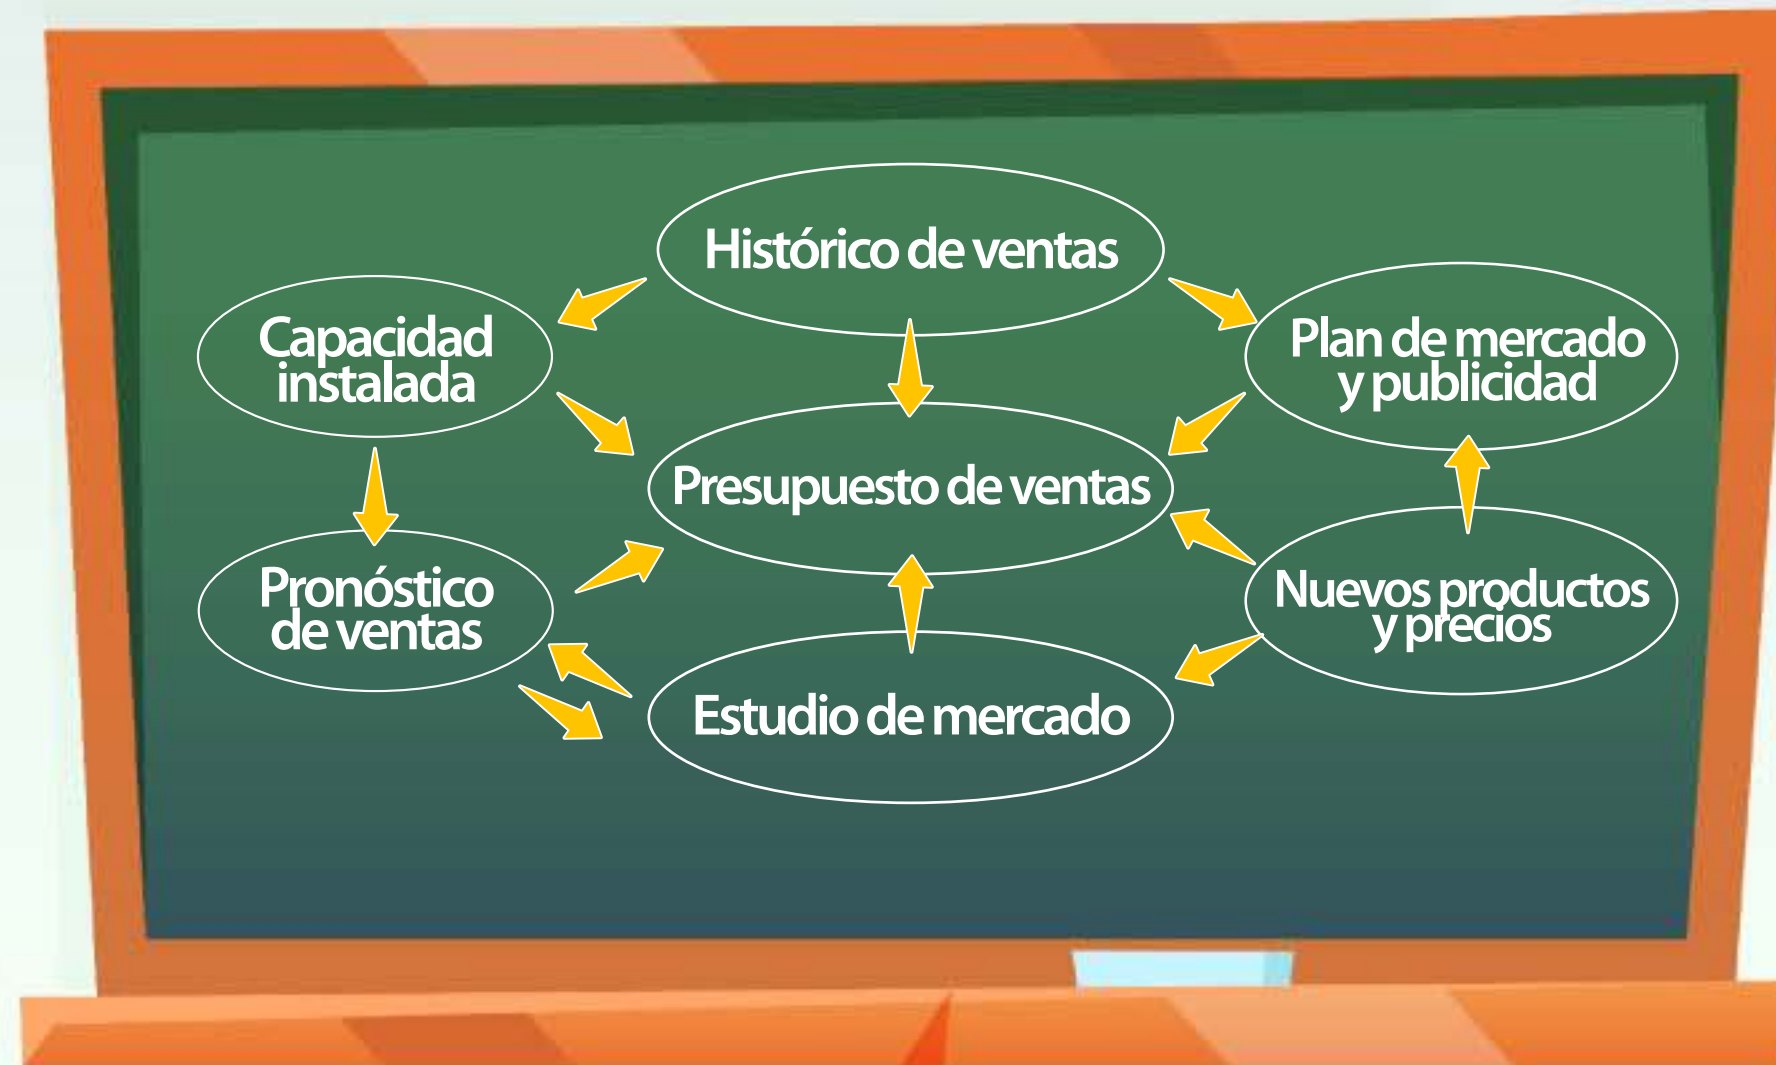 Histórico de ventas
Capacidad
instalada
Plan de mercado
y publicidad
Presupuesto de ventas
Pronóstico
de ventas
Nuevos productos
y precios
Estudio de mercado